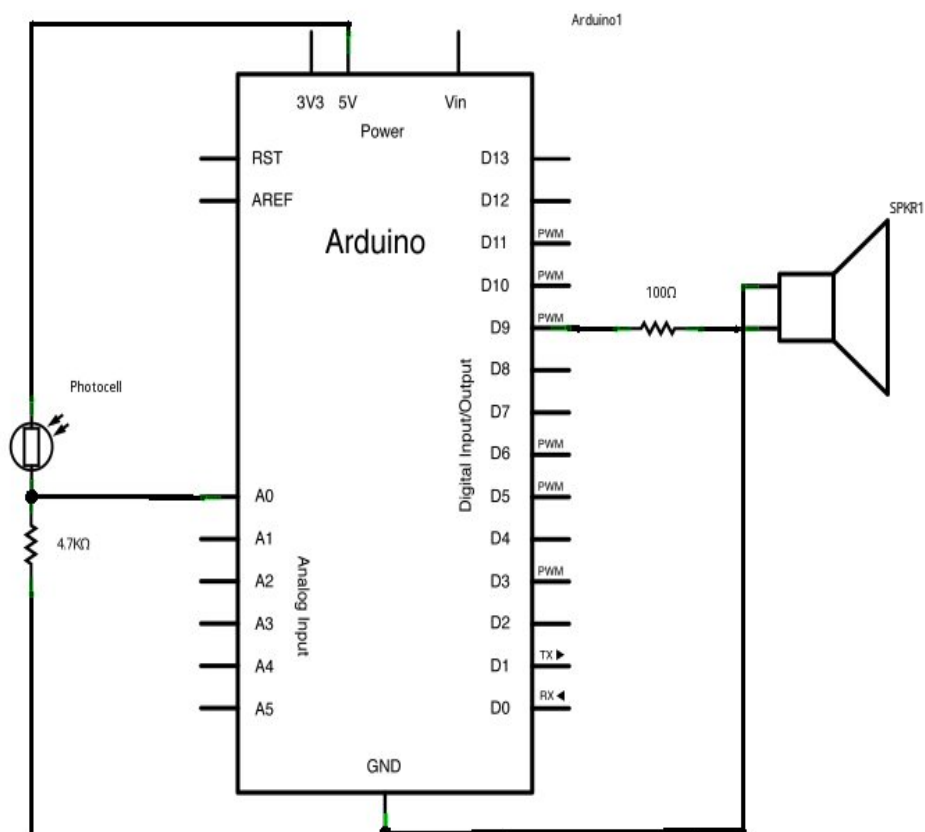 Arduino1
3V3 5V Vin
Power
RST D13
AREF D12
Arduino
PWM
D11
SPKR1
PWM
D10
100Ω
PWM
D9
D8
Photocell
D7
Digital Input/Output
PWM
D6
A0
PWM
D5
4.7KΩ
A1 D4
Analog Input
PWM
A2 D3
A3 D2
TX
A4 D1
RX
A5 D0
GND